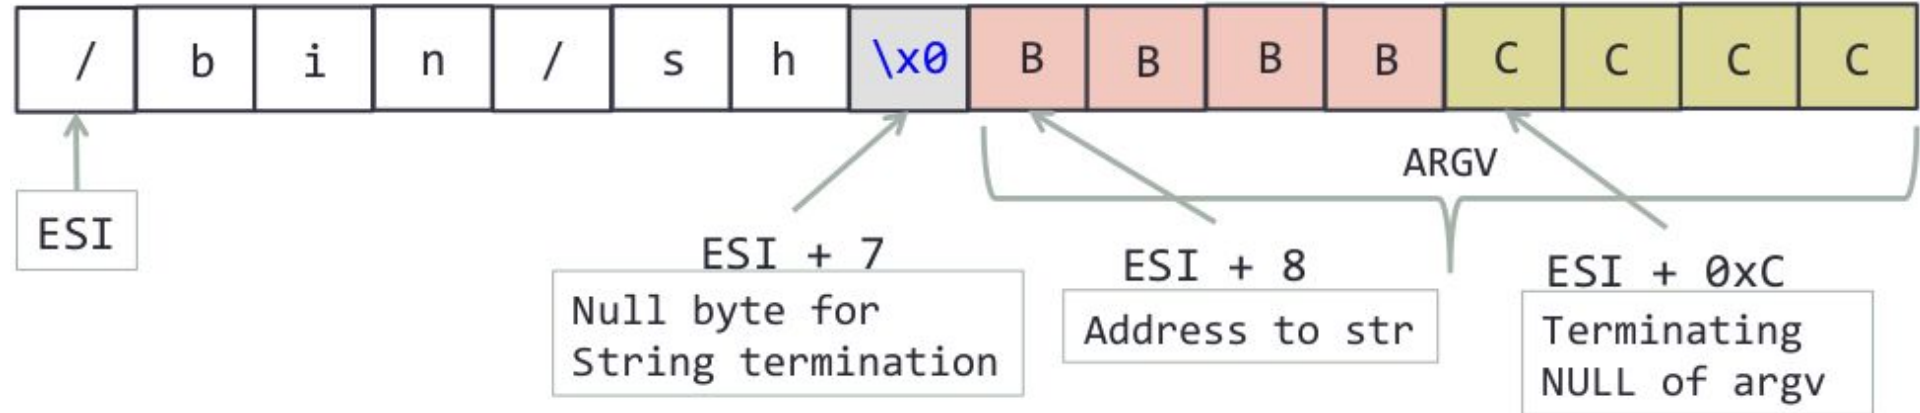 / b i n / s h \x0 B B B B C C C C
ARGV
ESI
ESI + 7
Null byte for
String termination
ESI + 8
Address to str
ESI + 0xC
Terminating
NULL of argv